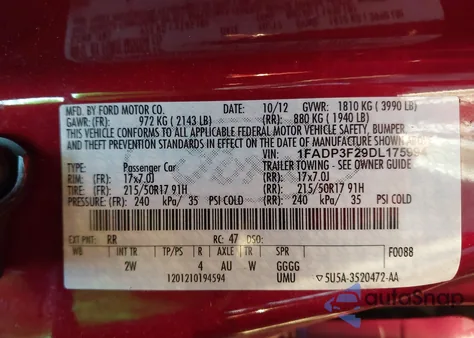 MFD. BY FORD MOTOR CO.
DATE: 10/12 GVWR: 1810 KG ( 3990 LB)
GAWR: (FR): 972 KG ( 2143 LB) (RR): 880 KG ( 1940 LB)
THIS VEHICLE CONFORMS TO ALL APPLICABLE FEDERAL MOTOR VEHICLE SAFETY, BUMPER,
AND THEFT PREVENTION STANDARDS IN EFFECT ON THE DATE OF MANUFACTURE SHOWN ABOVE.
VIN: 1FADP3F29DL1759
TYPE: Passenger Car TRAILER TOWING - SEE OWNER GUIDE
RIM: (FR): 17x7.0J (RR): 17x7.0J
TIRE: (FR): 215/50R17 91H (RR): 215/50R17 91H
PRESSURE: (FR): 240 kPa/ 35 PSI COLD (RR): 240 kPa/ 35 PSI COLD
EXT PNT: RR RC: 47 DSO:
WB INT TR TP/PS R AXLE TR SPR F0088
2W 4 AU W GGGG
1201210194594 UMU 5U5A-3520472-AA
autoSnap